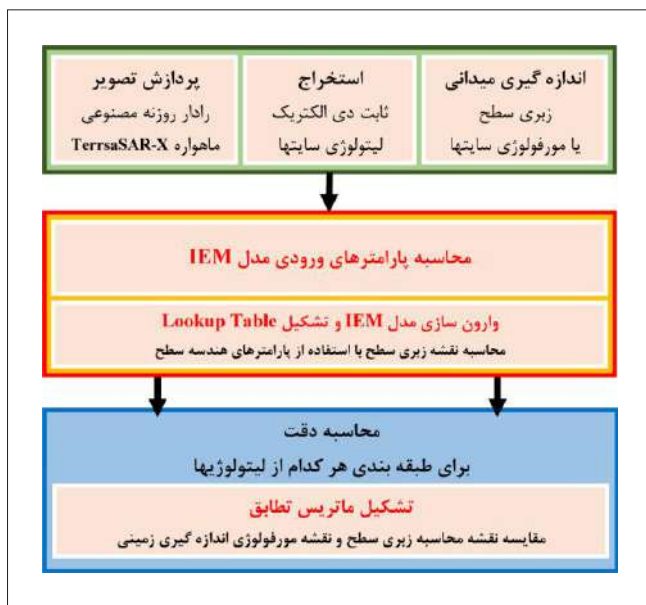 اندازه گیری میدانی
زبری سطح
یا مورفولوژی سایتها
استخراج
ثابت دی الکتریک
لیتولوژی سایتها
پردازش تصویر
رادار روزنه مصنوعی
ماهواره TerrsaSAR-X
محاسبه پارامترهای ورودی مدل IEM
وارون سازی مدل IEM و تشکیل Lookup Table
محاسبه نقشه زبری سطح با استفاده از پارامترهای هندسه سطح
محاسبه دقت
برای طبقه بندی هر کدام از لیتولوژیها
تشکیل ماتریس تطابق
مقایسه نقشه محاسبه زبری سطح و نقشه مورفولوژی اندازه گیری زمینی